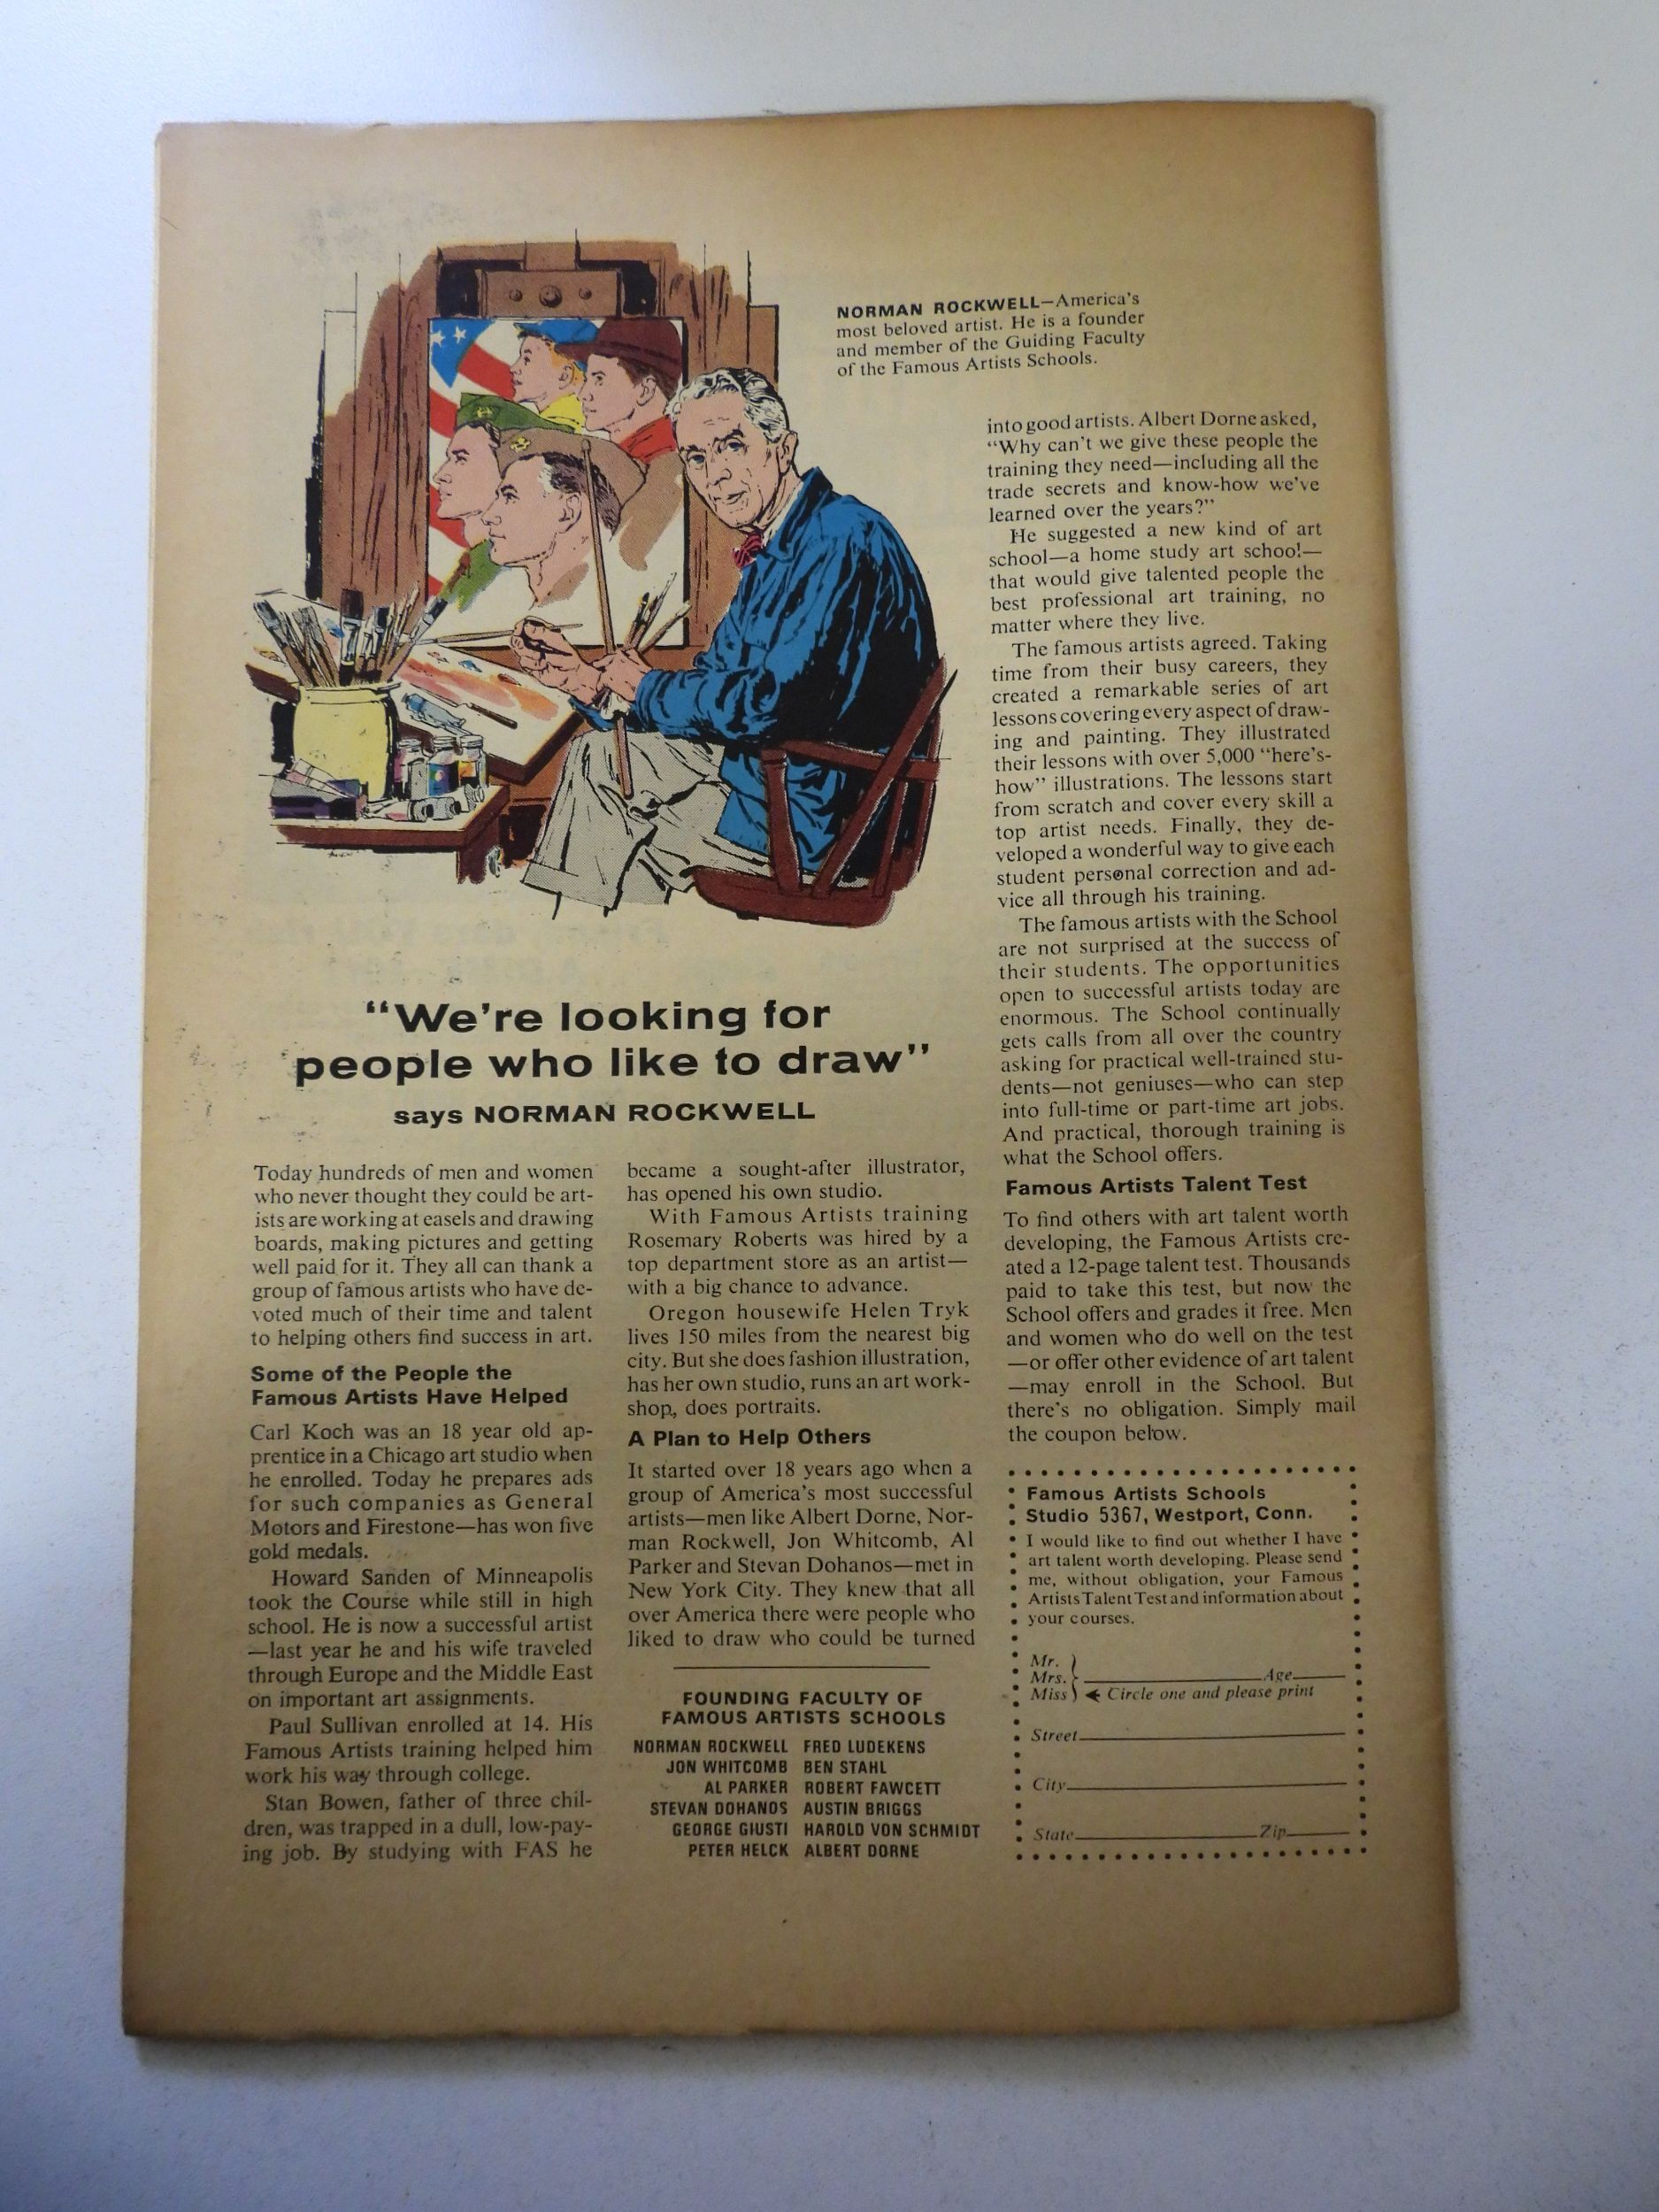 NORMAN ROCKWELL—America's
most beloved artist. He is a founder
and member of the Guiding Faculty
of the Famous Artists Schools.
"We're looking for
people who like to draw"
says NORMAN ROCKWELL
Today hundreds of men and women
who never thought they could be art-
ists are working at easels and drawing
boards, making pictures and getting
well paid for it. They all can thank a
group of famous artists who have de-
voted much of their time and talent
to helping others find success in art.
Some of the People the
Famous Artists Have Helped
Carl Koch was an 18 year old ap-
prentice in a Chicago art studio when
he enrolled. Today he prepares ads
for such companies as General
Motors and Firestone—has won five
gold medals.
Howard Sanden of Minneapolis
took the Course while still in high
school. He is now a successful artist
—last year he and his wife traveled
through Europe and the Middle East
on important art assignments.
Paul Sullivan enrolled at 14. His
Famous Artists training helped him
work his way through college.
Stan Bowen, father of three chil-
dren, was trapped in a dull, low-pay-
ing job. By studying with FAS he
became a sought-after illustrator,
has opened his own studio.
With Famous Artists training
Rosemary Roberts was hired by a
top department store as an artist—
with a big chance to advance.
Oregon housewife Helen Tryk
lives 150 miles from the nearest big
city. But she does fashion illustration,
has her own studio, runs an art work-
shop, does portraits.
A Plan to Help Others
It started over 18 years ago when a
group of America's most successful
artists—men like Albert Dorne, Nor-
man Rockwell, Jon Whitcomb, Al
Parker and Stevan Dohanos—met in
New York City. They knew that all
over America there were people who
liked to draw who could be turned
FOUNDING FACULTY OF
FAMOUS ARTISTS SCHOOLS
NORMAN ROCKWELL FRED LUDEKENS
JON WHITCOMB BEN STAHL
AL PARKER ROBERT FAWCETT
STEVAN DOHANOS AUSTIN BRIGGS
GEORGE GIUSTI HAROLD VON SCHMIDT
PETER HELCK ALBERT DORNE
into good artists. Albert Dorne asked,
"Why can't we give these people the
training they need—including all the
trade secrets and know-how we've
learned over the years?"
He suggested a new kind of art
school—a home study art school—
that would give talented people the
best professional art training, no
matter where they live.
The famous artists agreed. Taking
time from their busy careers, they
created a remarkable series of art
lessons covering every aspect of draw-
ing and painting. They illustrated
their lessons with over 5,000 "here's-
how" illustrations. The lessons start
from scratch and cover every skill a
top artist needs. Finally, they de-
veloped a wonderful way to give each
student personal correction and ad-
vice all through his training.
The famous artists with the School
are not surprised at the success of
their students. The opportunities
open to successful artists today are
enormous. The School continually
gets calls from all over the country
asking for practical well-trained stu-
dents—not geniuses—who can step
into full-time or part-time art jobs.
And practical, thorough training is
what the School offers.
Famous Artists Talent Test
To find others with art talent worth
developing, the Famous Artists cre-
ated a 12-page talent test. Thousands
paid to take this test, but now the
School offers and grades it free. Men
and women who do well on the test
—or offer other evidence of art talent
—may enroll in the School. But
there's no obligation. Simply mail
the coupon below.
Famous Artists Schools
Studio 5367, Westport, Conn.
I would like to find out whether I have
art talent worth developing. Please send
me, without obligation, your Famous
Artists Talent Test and information about
your courses.
Mr.
Mrs. Age
Miss Circle one and please print
Street
City
State Zip